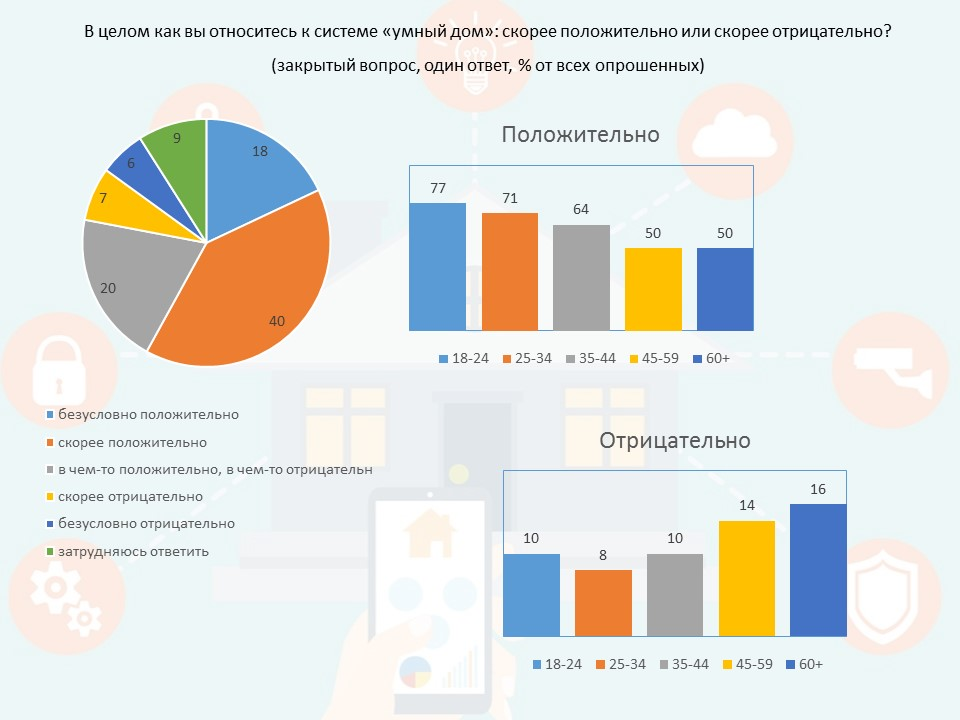 В целом как вы относитесь к системе «умный дом»: скорее положительно или скорее отрицательно?
(закрытый вопрос, один ответ, % от всех опрошенных)
9
18
6
7
20
40
безусловно положительно
скорее положительно
в чем-то положительно, в чем-то отрицательн
скорее отрицательно
безусловно отрицательно
затрудняюсь ответить
Положительно
77
71
64
50
50
18-24 25-34 35-44 45-59 60+
Отрицательно
10
8
10
14
16
18-24 25-34 35-44 45-59 60+